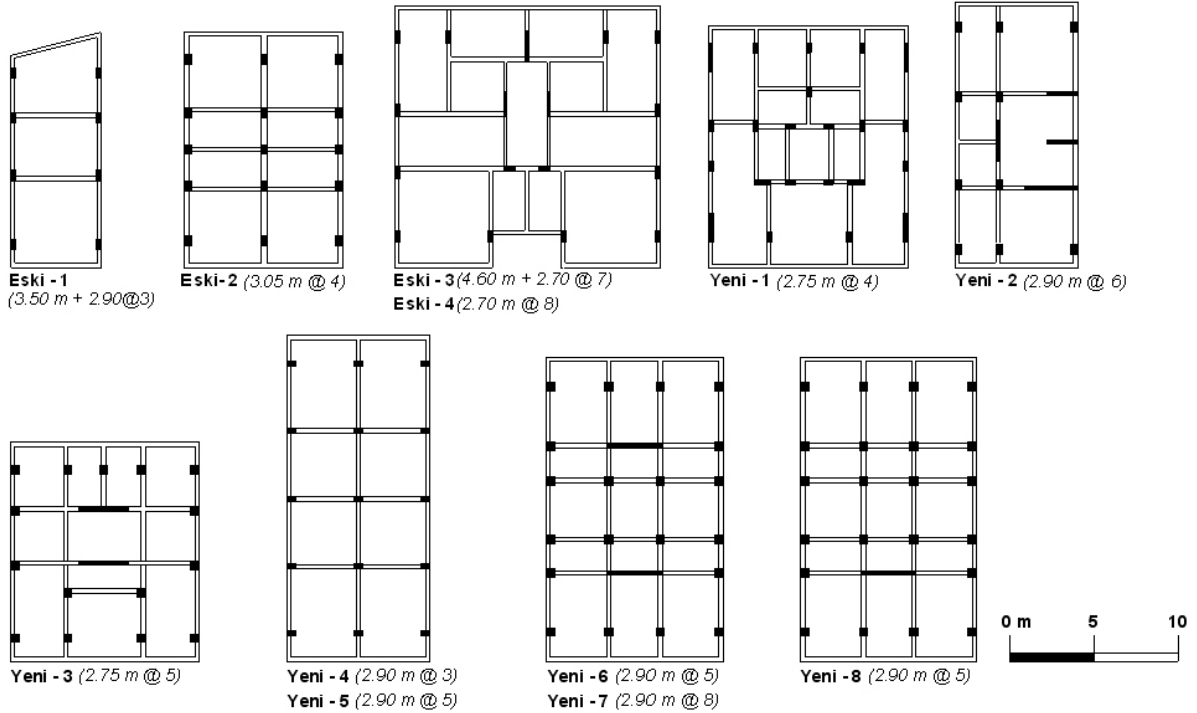 Eski - 1
(3.50 m + 2.90@3)
Eski- 2 (3.05 m @ 4)
Eski - 3 (4.60 m + 2.70 @ 7)
Eski - 4 (2.70 m @ 8)
Yeni - 1 (2.75 m @ 4)
Yeni - 2 (2.90 m @ 6)
Yeni - 3 (2.75 m @ 5)
Yeni - 4 (2.90 m @ 3)
Yeni - 5 (2.90 m @ 5)
Yeni - 6 (2.90 m @ 5)
Yeni - 7 (2.90 m @ 8)
Yeni - 8 (2.90 m @ 5)
0 m 5 10